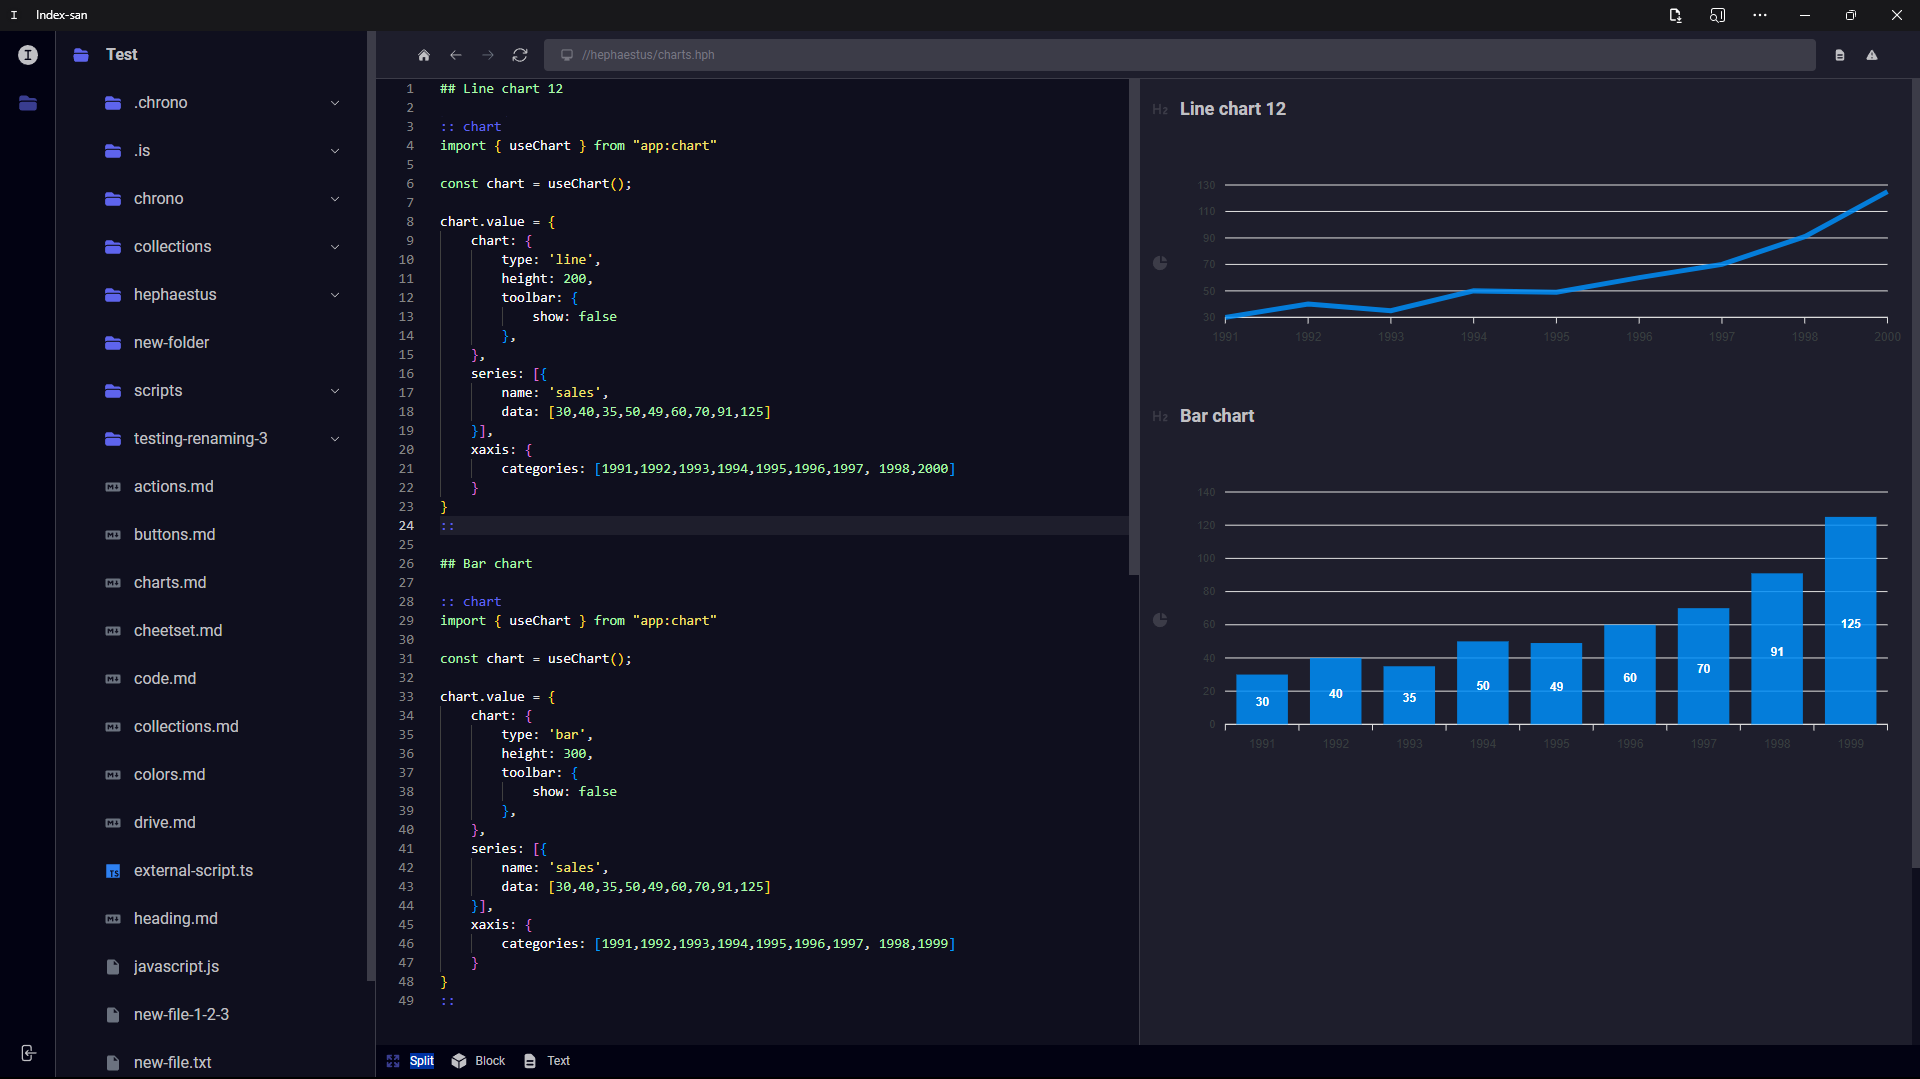 I Index-san
I
Test
.chrono
.is
chrono
collections
hephaestus
new-folder
scripts
testing-renaming-3
actions.md
buttons.md
charts.md
cheetset.md
code.md
collections.md
colors.md
drive.md
TS external-script.ts
heading.md
javascript.js
new-file-1-2-3
new-file.txt
//hephaestus/charts.hph
1 ## Line chart 12
2
3 :: chart
4 import { useChart } from "app:chart"
5
6 const chart = useChart();
7
8 chart.value = {
9 chart: {
10 type: 'line',
11 height: 200,
12 toolbar: {
13 show: false
14 },
15 },
16 series: [{
17 name: 'sales',
18 data: [30,40,35,50,49,60,70,91,125]
19 }],
20 xaxis: {
21 categories: [1991,1992,1993,1994,1995,1996,1997, 1998,2000]
22 }
23 }
24 ::
25
26 ## Bar chart
27
28 :: chart
29 import { useChart } from "app:chart"
30
31 const chart = useChart();
32
33 chart.value = {
34 chart: {
35 type: 'bar',
36 height: 300,
37 toolbar: {
38 show: false
39 },
40 },
41 series: [{
42 name: 'sales',
43 data: [30,40,35,50,49,60,70,91,125]
44 }],
45 xaxis: {
46 categories: [1991,1992,1993,1994,1995,1996,1997, 1998,1999]
47 }
48 }
49 ::
Split Block Text
H2 Line chart 12
130
110
90
70
50
30
1991 1992 1993 1994 1995 1996 1997 1998 2000
H2 Bar chart
140
120
100
80
60
40
20
0
30 40 35 50 49 60 70 91 125
1991 1992 1993 1994 1995 1996 1997 1998 1999